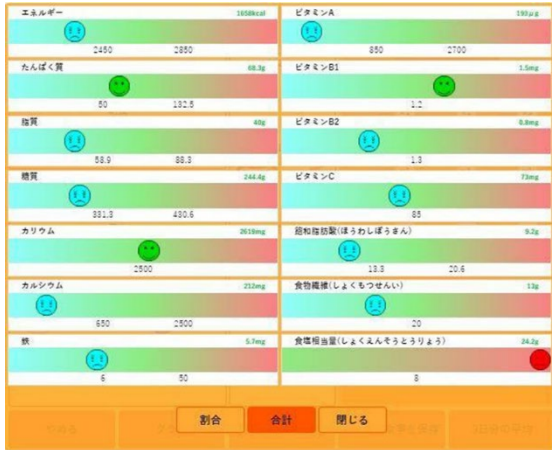 エネルギー 1658kcal
2450 2850
たんぱく質 68.3g
50 132.5
脂質 40g
58.9 88.3
糖質 244.4g
331.3 430.6
カリウム 2619mg
2500
カルシウム 212mg
650 2500
鉄 5.7mg
6 50
ビタミンA 191μg
850 2700
ビタミンB1 1.5mg
1.2
ビタミンB2 0.8mg
1.3
ビタミンC 73mg
85
飽和脂肪酸(ほうわしぼうさん) 9.2g
13.3 20.6
食物繊維(しょくもつせんい) 13g
20
食塩相当量(しょくえんそうとうりょう) 24.2g
8
割合 合計 閉じる